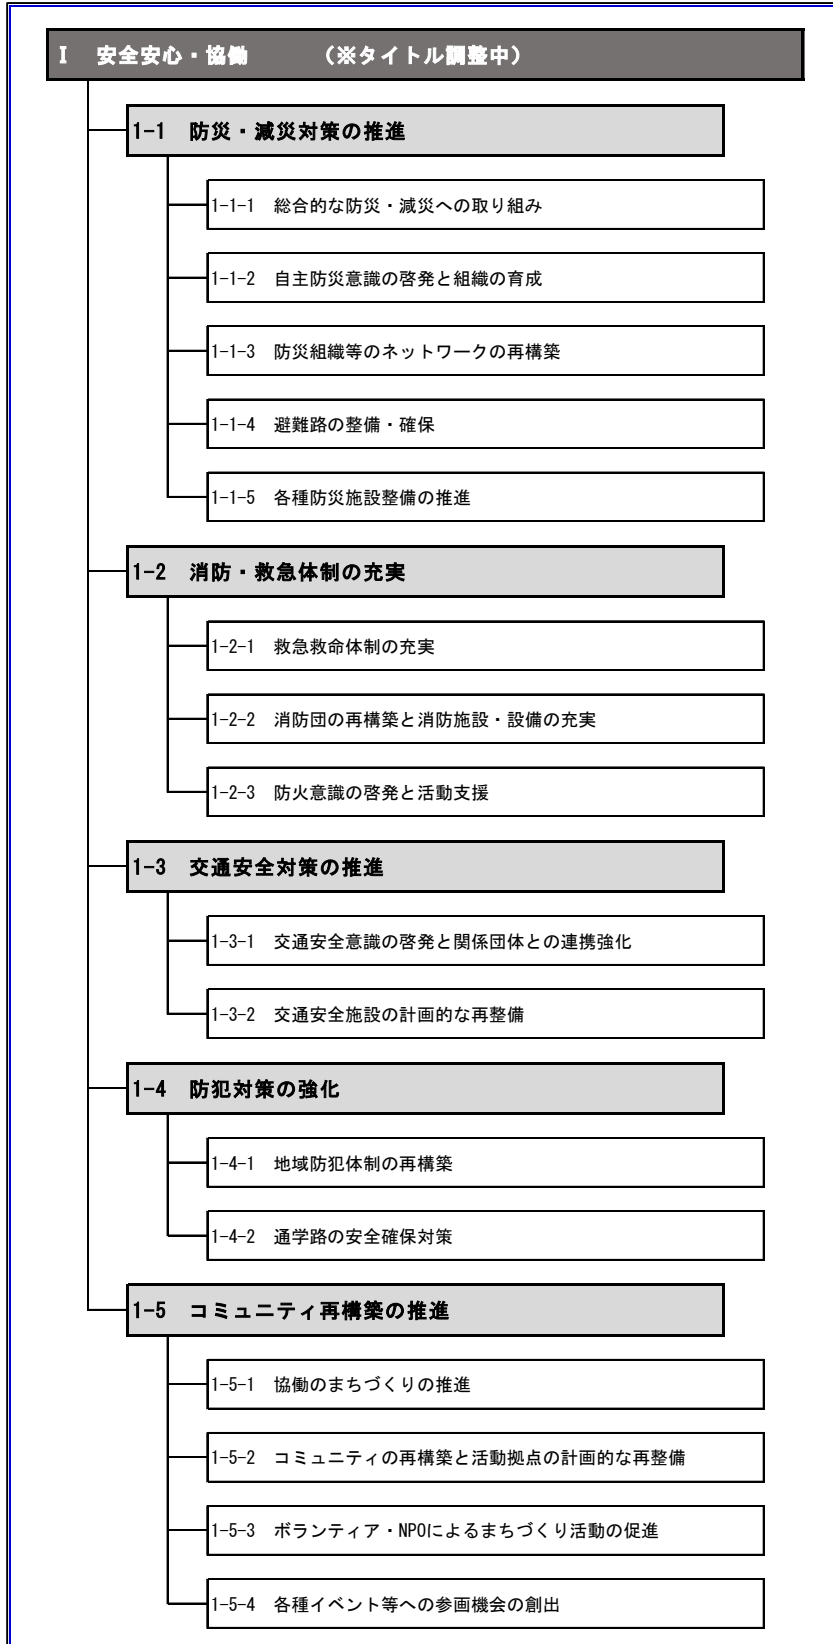 Ⅰ　安全安心・協働　　　（※タイトル調整中）
1-1　防災・減災対策の推進
1-1-1　総合的な防災・減災への取り組み
1-1-2　自主防災意識の啓発と組織の育成
1-1-3　防災組織等のネットワークの再構築
1-1-4　避難路の整備・確保
1-1-5　各種防災施設整備の推進
1-2　消防・救急体制の充実
1-2-1　救急救命体制の充実
1-2-2　消防団の再構築と消防施設・設備の充実
1-2-3　防火意識の啓発と活動支援
1-3　交通安全対策の推進
1-3-1　交通安全意識の啓発と関係団体との連携強化
1-3-2　交通安全施設の計画的な再整備
1-4　防犯対策の強化
1-4-1　地域防犯体制の再構築
1-4-2　通学路の安全確保対策
1-5　コミュニティ再構築の推進
1-5-1　協働のまちづくりの推進
1-5-2　コミュニティの再構築と活動拠点の計画的な再整備
1-5-3　ボランティア・NPOによるまちづくり活動の促進
1-5-4　各種イベント等への参画機会の創出